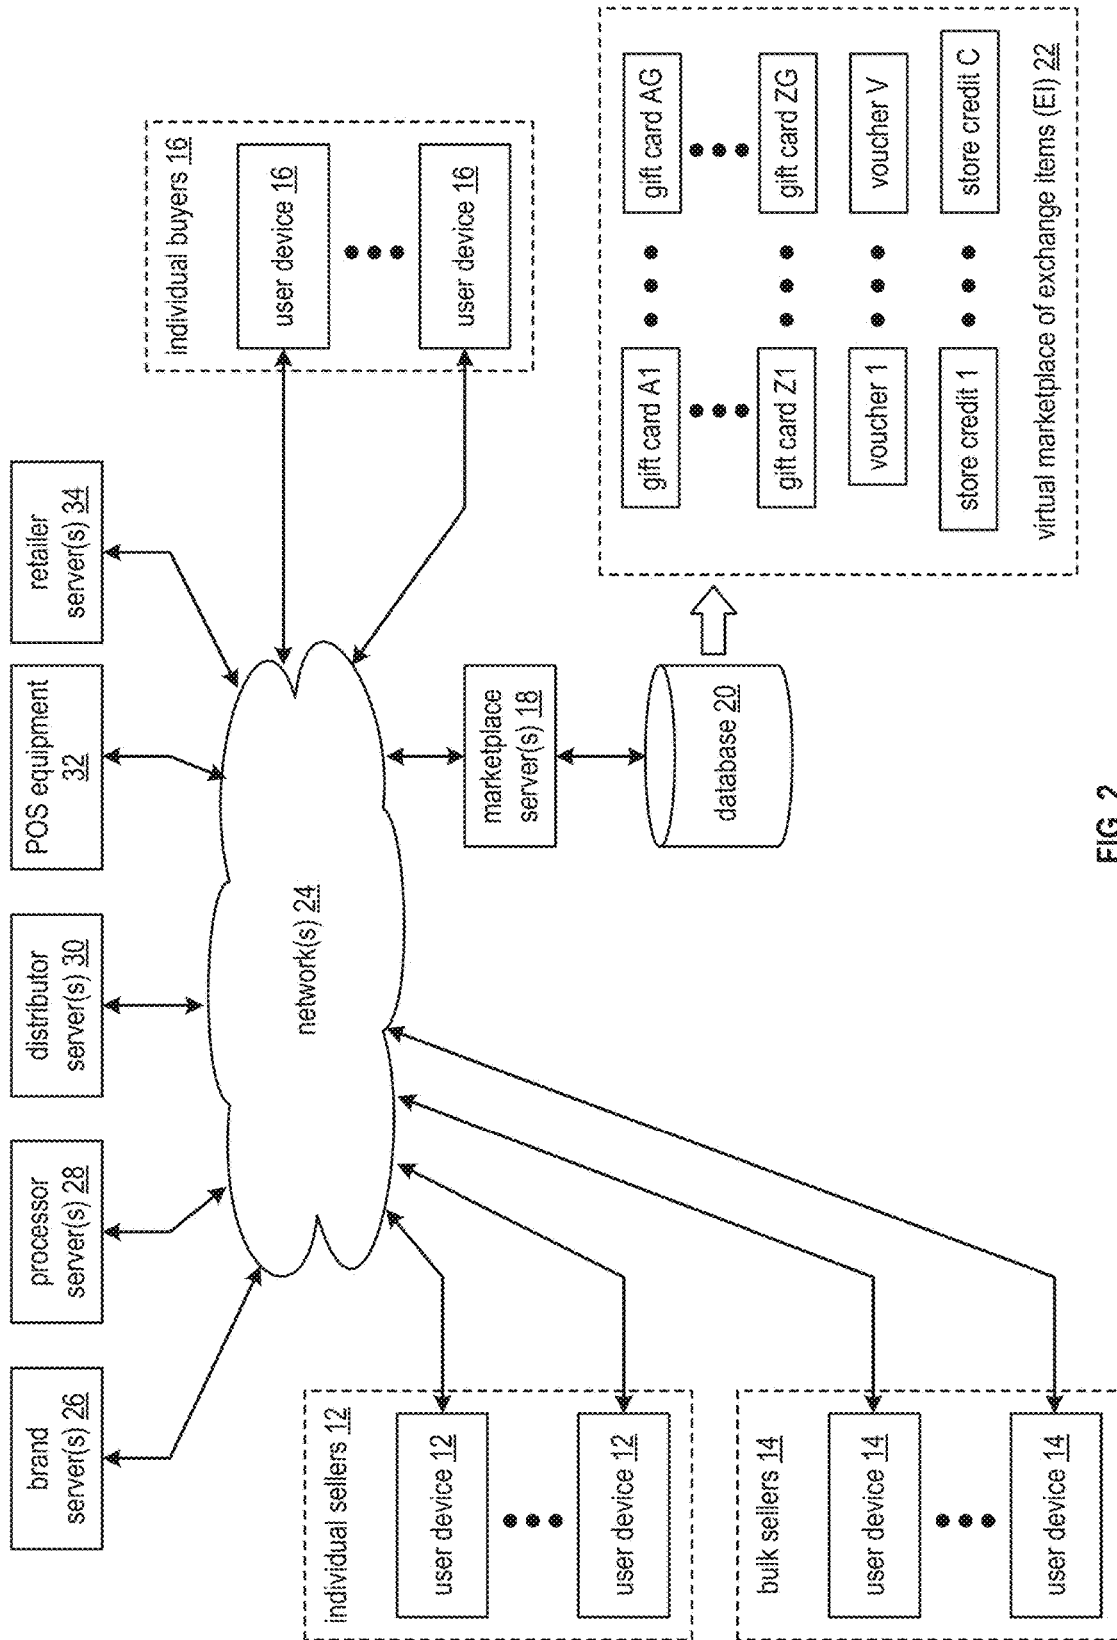 brand
server(s) 26
processor
server(s) 28
distributor
server(s) 30
POS equipment
32
retailer
server(s) 34
network(s) 24
individual buyers 16
user device 16
user device 16
individual sellers 12
user device 12
user device 12
marketplace
server(s) 18
bulk sellers 14
user device 14
user device 14
database 20
gift card A1
gift card AG
gift card Z1
gift card ZG
voucher 1
voucher V
store credit 1
store credit C
virtual marketplace of exchange items (EI) 22
FIG. 2